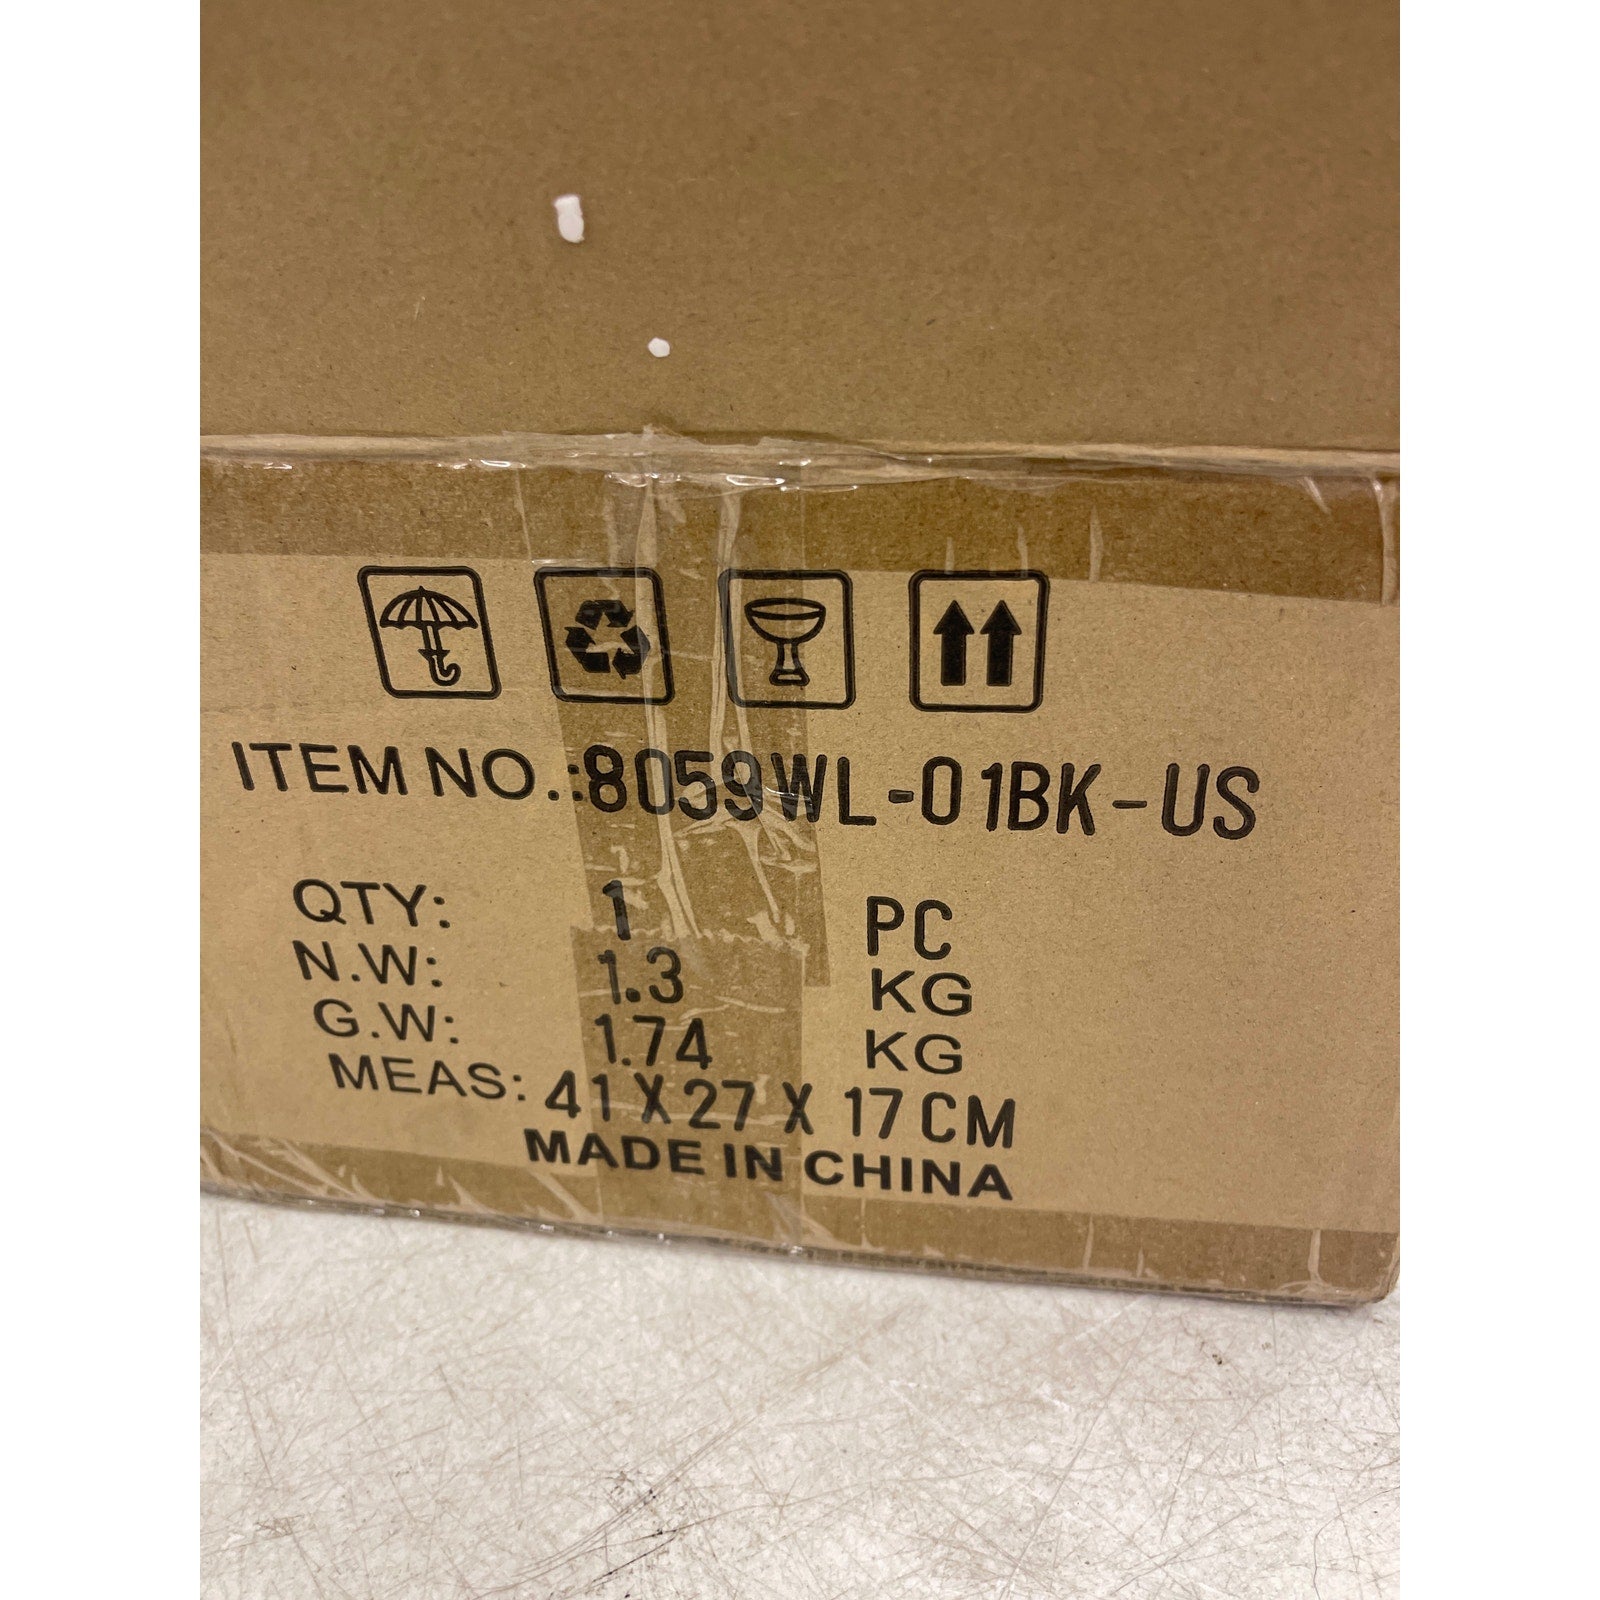 ITEM NO.:8059WL-01BK-US
QTY: 1 PC
N.W: 1.3 KG
G.W: 1.74 KG
MEAS: 41 X 27 X 17 CM
MADE IN CHINA